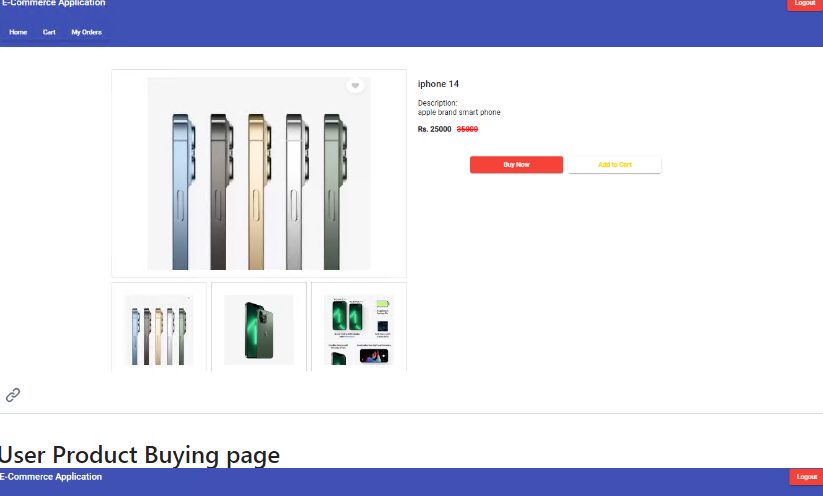 E-Commerce Application
Logout
Home Cart My Orders
iphone 14
Description:
apple brand smart phone
Rs. 25000 35000
Buy Now Add to Cart
User Product Buying page
E-Commerce Application
Logout